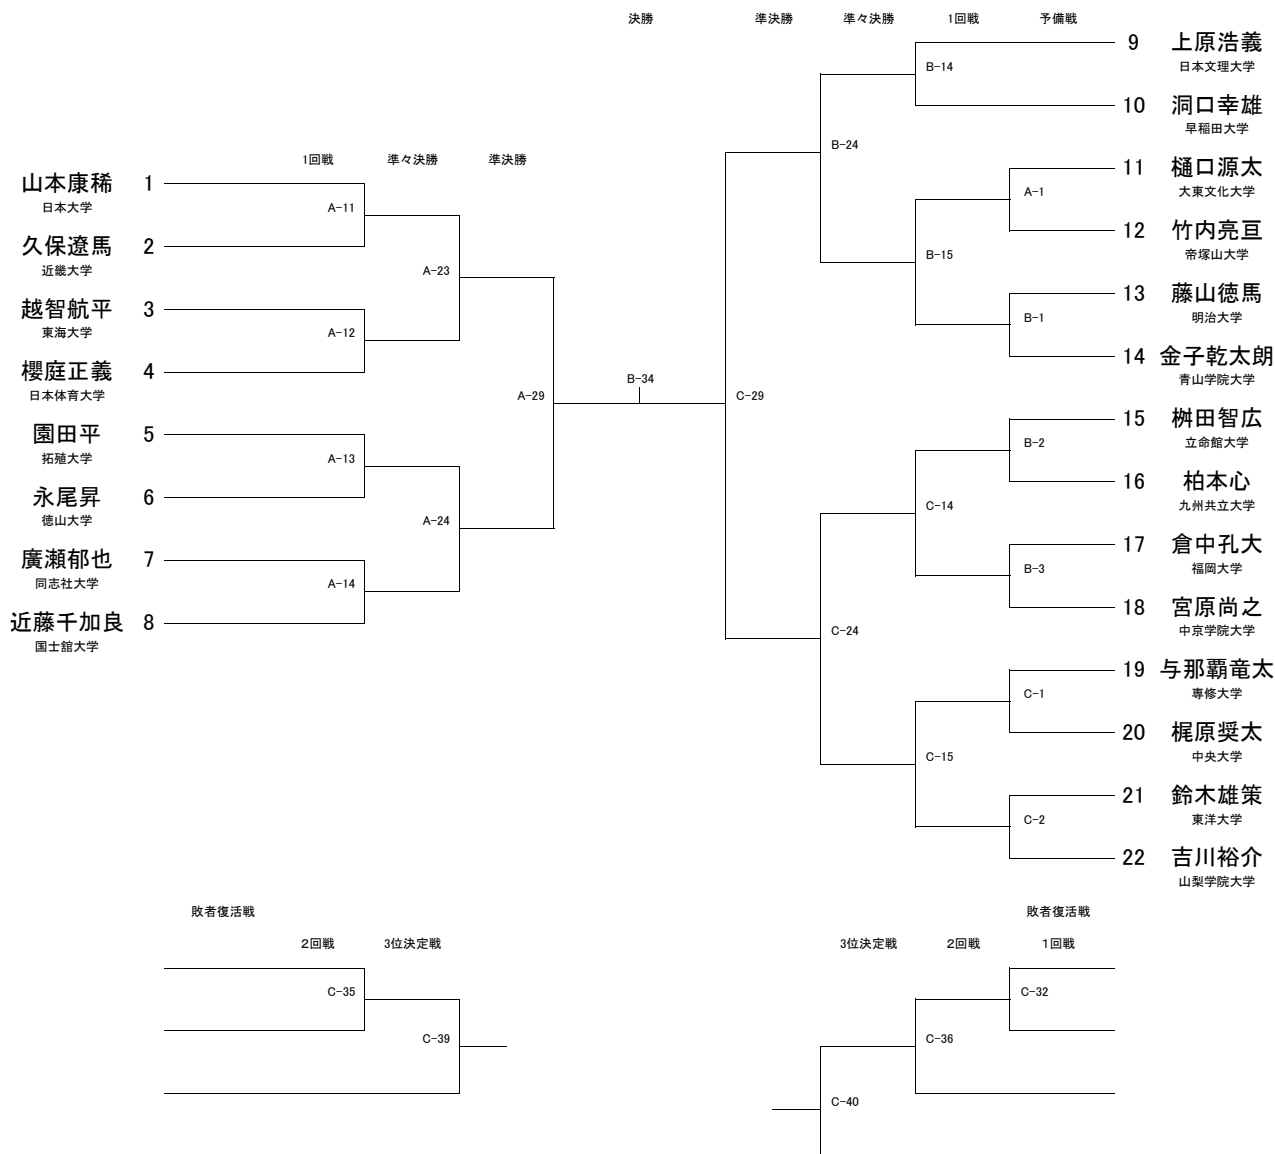 決勝
準決勝 準々決勝 1回戦 予備戦
9 上原浩義
日本文理大学
B-14
10 洞口幸雄
早稲田大学
B-24
11 樋口源太
大東文化大学
A-1
12 竹内亮亘
帝塚山大学
B-15
13 藤山徳馬
明治大学
B-1
14 金子乾太朗
青山学院大学
C-29
15 桝田智広
立命館大学
B-2
16 柏本心
九州共立大学
C-14
17 倉中孔大
福岡大学
B-3
18 宮原尚之
中京学院大学
C-24
19 与那覇竜太
専修大学
C-1
20 梶原奨太
中央大学
C-15
21 鈴木雄策
東洋大学
C-2
22 吉川裕介
山梨学院大学
1回戦 準々決勝 準決勝
山本康稀 1
日本大学
A-11
久保遼馬 2
近畿大学
A-23
越智航平 3
東海大学
A-12
櫻庭正義 4
日本体育大学
A-29
B-34
園田平 5
拓殖大学
A-13
永尾昇 6
徳山大学
A-24
廣瀬郁也 7
同志社大学
A-14
近藤千加良 8
国士舘大学
敗者復活戦
2回戦 3位決定戦
C-35
C-39
敗者復活戦
3位決定戦 2回戦 1回戦
C-32
C-36
C-40